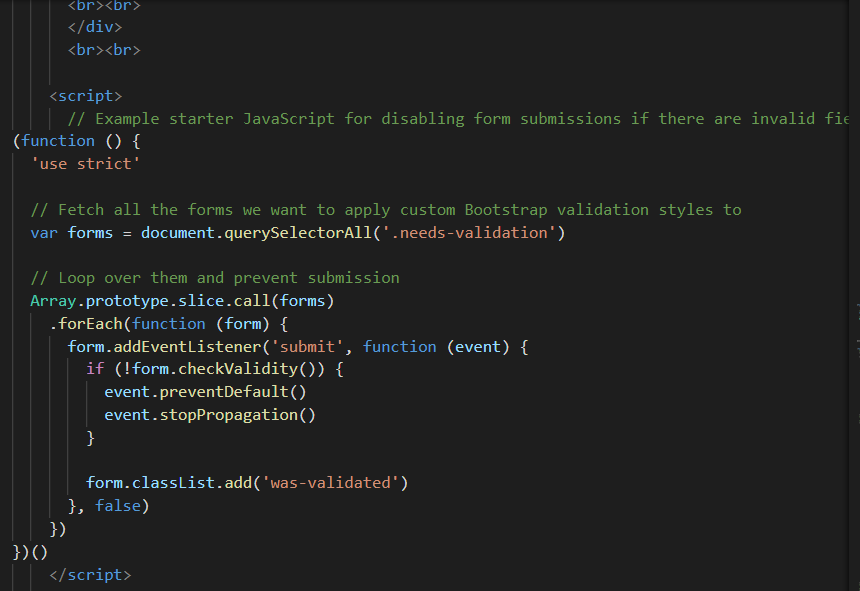 <br><br>
</div>
<br><br>
<script>
// Example starter JavaScript for disabling form submissions if there are invalid
(function () {
'use strict'
// Fetch all the forms we want to apply custom Bootstrap validation styles to
var forms = document.querySelectorAll('.needs-validation')
// Loop over them and prevent submission
Array.prototype.slice.call(forms)
.forEach(function (form) {
form.addEventListener('submit', function (event) {
if (!form.checkValidity()) {
event.preventDefault()
event.stopPropagation()
}
form.classList.add('was-validated')
}, false)
})
})()
</script>